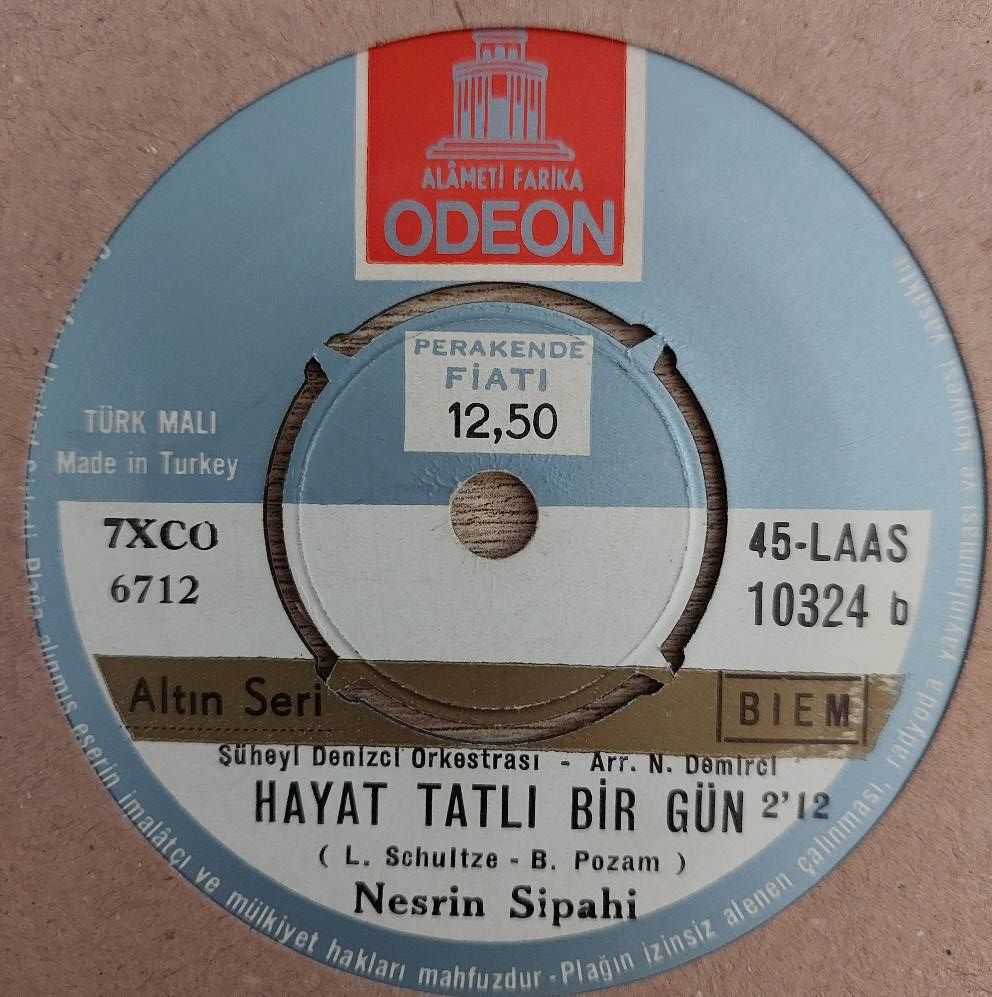 ALÂMETİ FARİKA
ODEON
PERAKENDE
FİATI
12,50
TÜRK MALI
Made in Turkey
7XCO
6712
45-LAAS
10324 b
Altın Seri
BIEM
Süheyl Denizci Orkestrası - Arr. N. Demirci
HAYAT TATLI BİR GÜN 2'12
( L. Schultze - B. Pozam )
Nesrin Sipahi
Plağa alınmış eserin imalâtçı ve mülkiyet hakları mahfuzdur - Plağın izinsiz alenen çalınması, radyoda yayınlanması ve kopyesi yasaktır